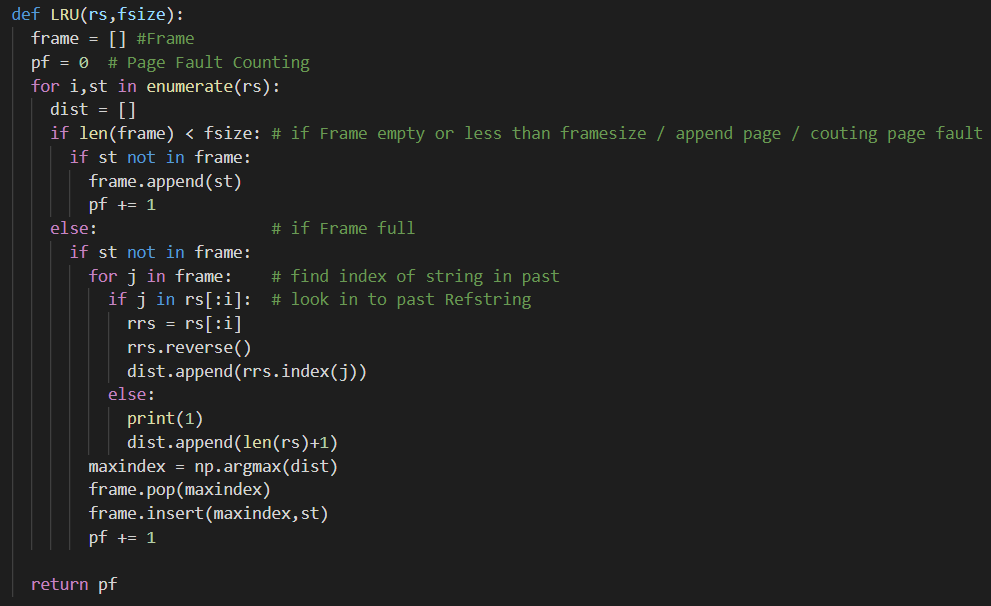 def LRU(rs,fsize):
  frame = [] #Frame
  pf = 0  # Page Fault Counting
  for i,st in enumerate(rs):
    dist = []
    if len(frame) < fsize: # if Frame empty or less than framesize / append page / couting page fault
      if st not in frame:
        frame.append(st)
        pf += 1
    else:                  # if Frame full
      if st not in frame:
        for j in frame:    # find index of string in past
          if j in rs[:i]:  # look in to past Refstring
            rrs = rs[:i]
            rrs.reverse()
            dist.append(rrs.index(j))
          else:
            print(1)
            dist.append(len(rs)+1)
        maxindex = np.argmax(dist)
        frame.pop(maxindex)
        frame.insert(maxindex,st)
        pf += 1

  return pf